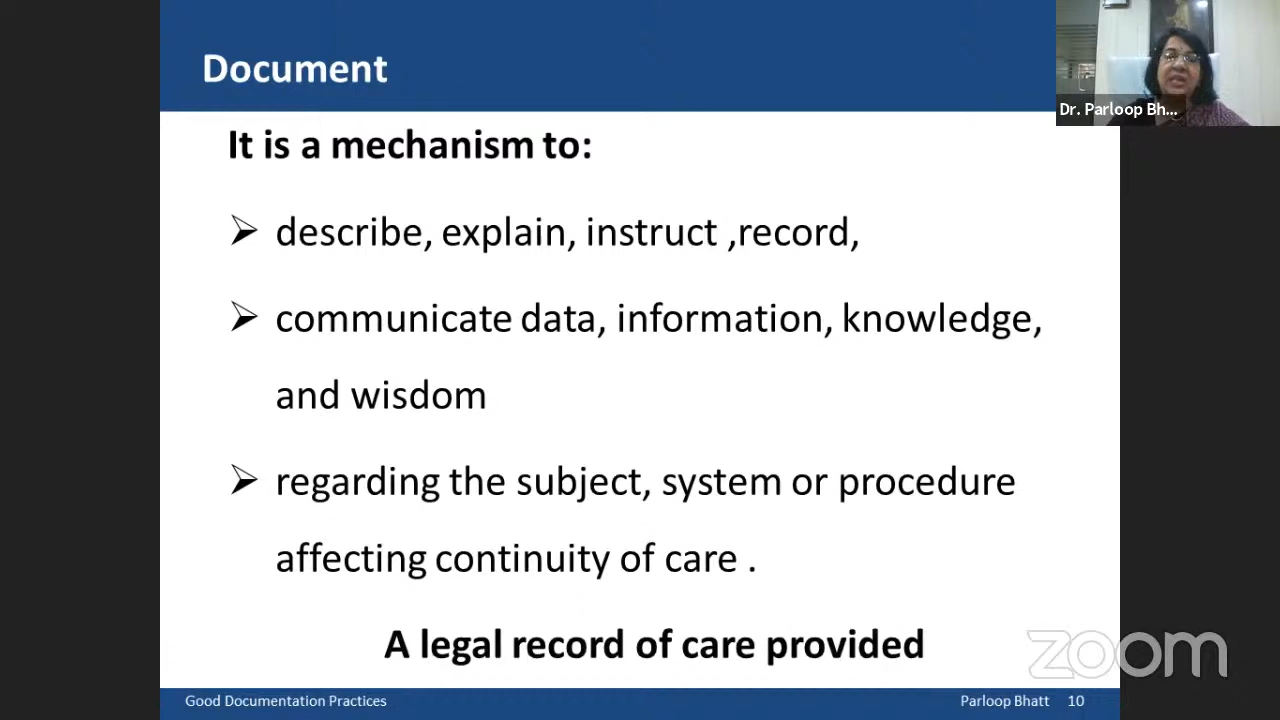 Document
Dr. Parloop Bh...
It is a mechanism to:
describe, explain, instruct ,record,
communicate data, information, knowledge,
and wisdom
regarding the subject, system or procedure
affecting continuity of care .
A legal record of care provided
zoom
Good Documentation Practices
Parloop Bhatt 10